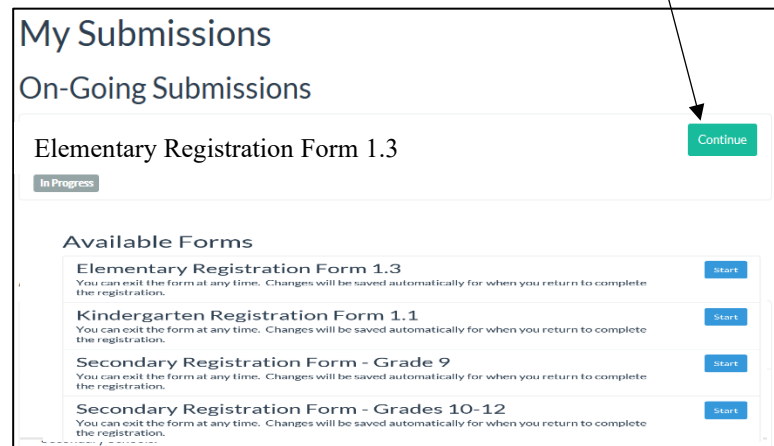 My Submissions
On-Going Submissions
Elementary Registration Form 1.3
Continue
In Progress
Available Forms
Elementary Registration Form 1.3
Start
You can exit the form at any time. Changes will be saved automatically for when you return to complete
the registration.
Kindergarten Registration Form 1.1
Start
You can exit the form at any time. Changes will be saved automatically for when you return to complete
the registration.
Secondary Registration Form - Grade 9
Start
You can exit the form at any time. Changes will be saved automatically for when you return to complete
the registration.
Secondary Registration Form - Grades 10-12
Start
You can exit the form at any time. Changes will be saved automatically for when you return to complete
the registration.